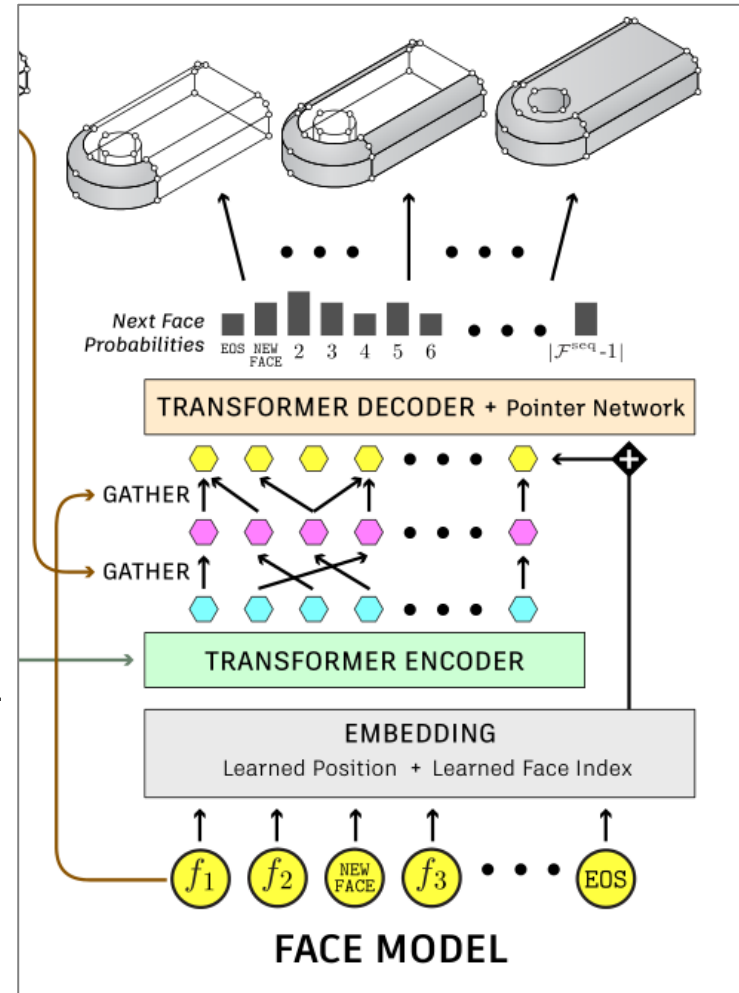 Next Face
Probabilities
EOS NEW FACE 2 3 4 5 6 |ℱ^seq-1|
TRANSFORMER DECODER + Pointer Network
GATHER
GATHER
TRANSFORMER ENCODER
EMBEDDING
Learned Position + Learned Face Index
f₁ f₂ NEW FACE f₃ EOS
FACE MODEL